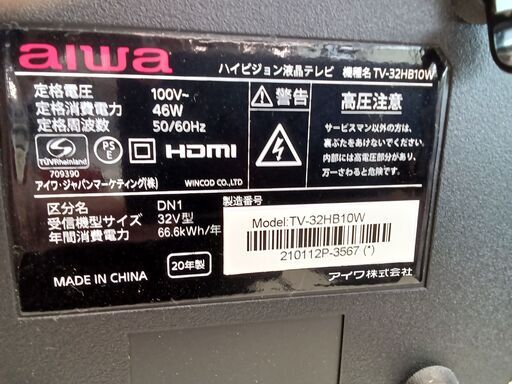 aiwa
ハイビジョン液晶テレビ 機種名 TV-32HB10W
定格電圧 100V~
定格消費電力 46W
定格周波数 50/60Hz
TÜVRheinland
709390
PS
E
HDMI
アイワ・ジャパンマーケティング(株) WINCOD CO.,LTD
警告
高圧注意
サービスマン以外の方は、
裏ぶたをあけないでください。
内部には高電圧部分があり、
万一さわると危険です。
区分名 DN1
受信機型サイズ 32V型
年間消費電力 66.6kWh/年
MADE IN CHINA
20年製
製造番号
Model:TV-32HB10W
210112P-3567 (*)
アイワ株式会社